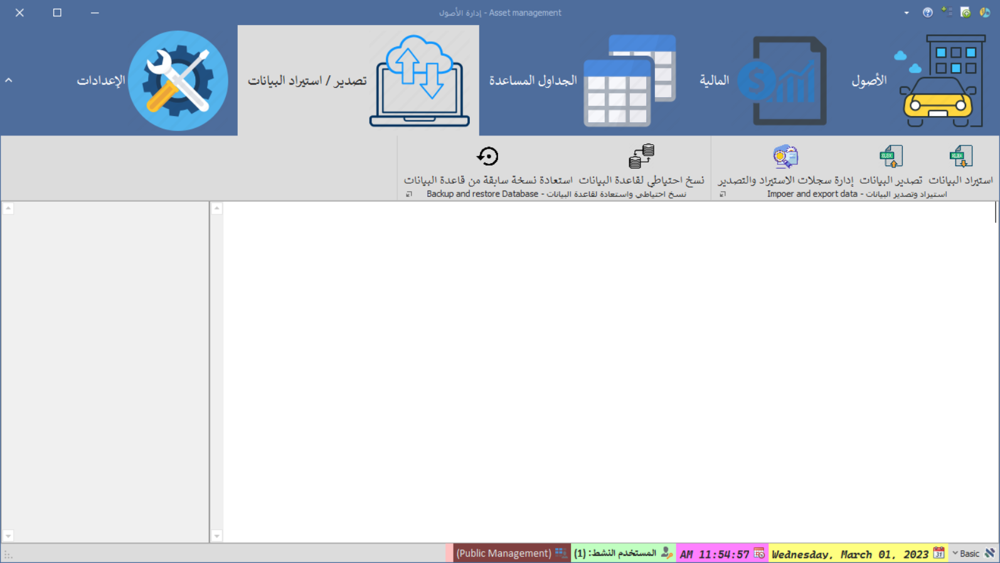 إدارة الأصول - Asset management
الأصول
المالية
الجداول المساعدة
تصدير / استيراد البيانات
الإعدادات
استيراد البيانات
تصدير البيانات
إدارة سجلات الاستيراد والتصدير
استيراد وتصدير البيانات - Impoer and export data
نسخ احتياطي لقاعدة البيانات
استعادة نسخة سابقة من قاعدة البيانات
نسخ احتياطي واستعادة لقاعدة البيانات - Backup and restore Database
Basic
Wednesday, March 01, 2023
AM 11:54:57
المستخدم النشط: (1)
(Public Management)